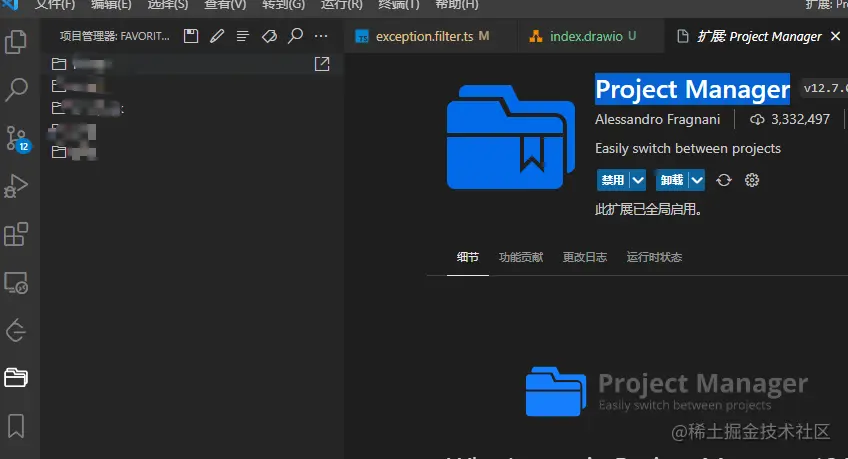 文件(F) 编辑(E) 选择(S) 查看(V) 转到(G) 运行(R) 终端(T) 帮助(H) 扩展: Pro
项目管理器: FAVORIT... exception.filter.ts M index.drawio U 扩展: Project Manager
Project Manager v12.7.0
Alessandro Fragnani 3,332,497
Easily switch between projects
禁用 卸载
此扩展已全局启用。
细节 功能贡献 更改日志 运行时状态
12
Project Manager
Easily switch between projects
@稀土掘金技术社区